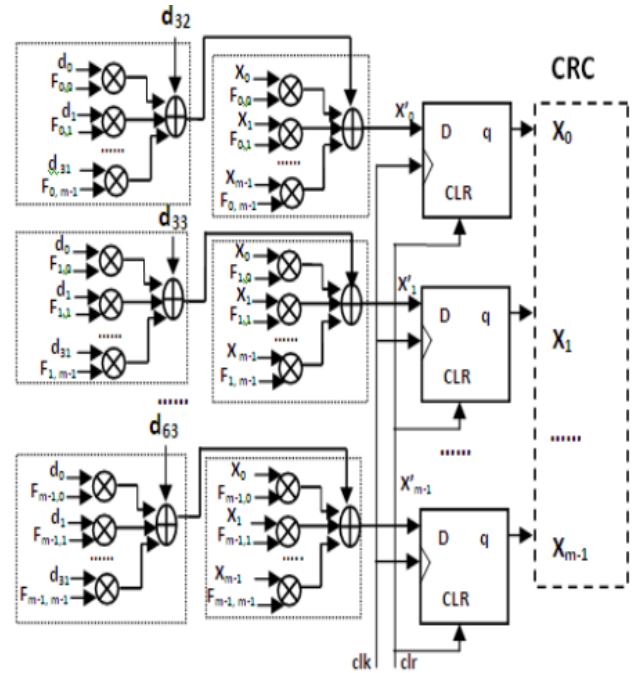 d32
d0
F0,0
d1
F0,1
......
d,31
F0, m-1
X0
F0,0
X1
F0,1
......
Xm-1
F0, m-1
X'0
D q
CLR
CRC
X0
d33
d0
F1,0
d1
F1,1
......
d31
F1, m-1
X0
F1,0
X1
F1,1
......
Xm-1
F1, m-1
X'1
D q
CLR
X1
......
......
......
d63
d0
Fm-1,0
d1
Fm-1,1
......
d31
Fm-1, m-1
X0
Fm-1,0
X1
Fm-1,1
.....
Xm-1
Fm-1, m-1
X'm-1
D q
CLR
Xm-1
clk clr